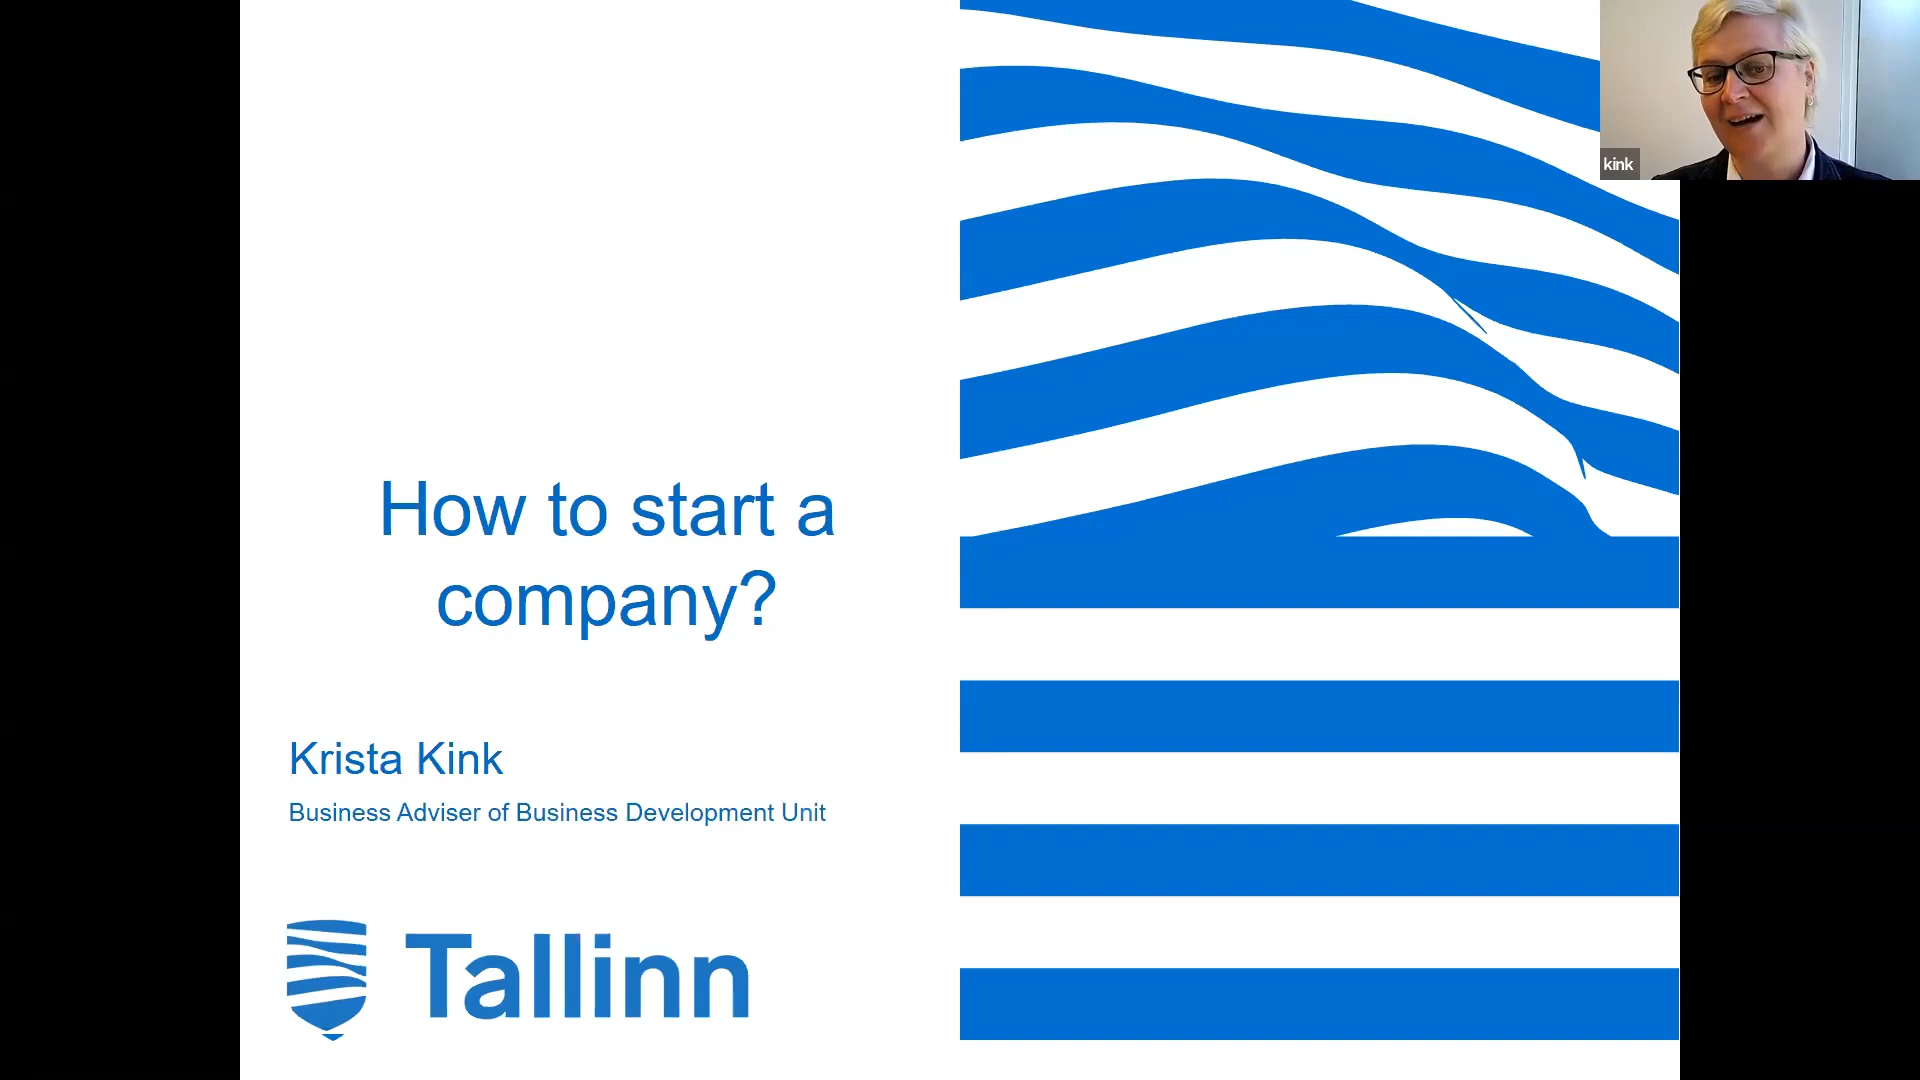 kink
How to start a
company?
Krista Kink
Business Adviser of Business Development Unit
Tallinn